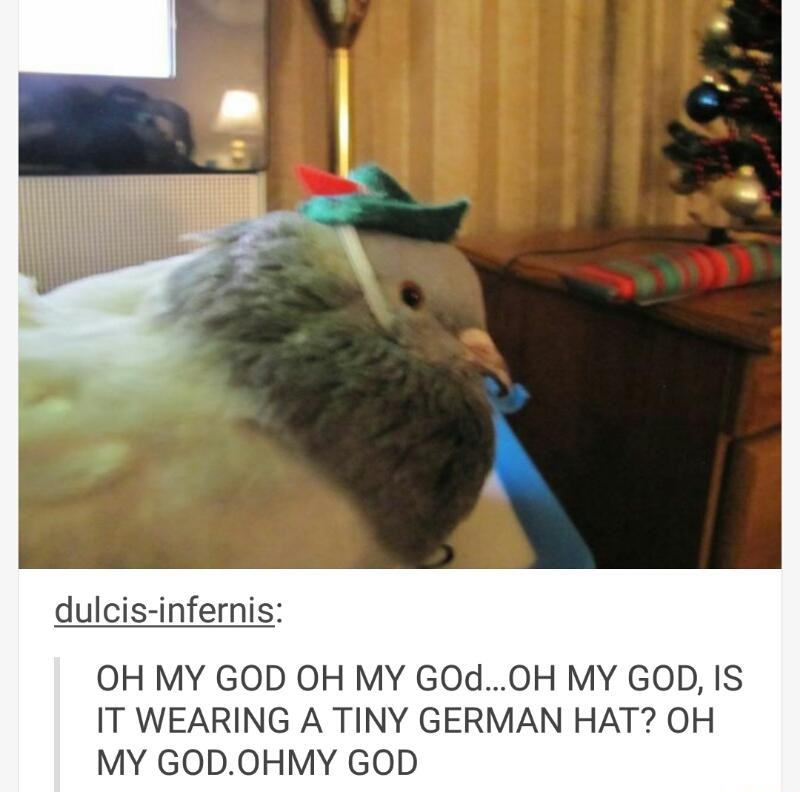 dulcis-infernis:
OH MY GOD OH MY GOd...OH MY GOD, IS
IT WEARING A TINY GERMAN HAT? OH
MY GOD.OHMY GOD